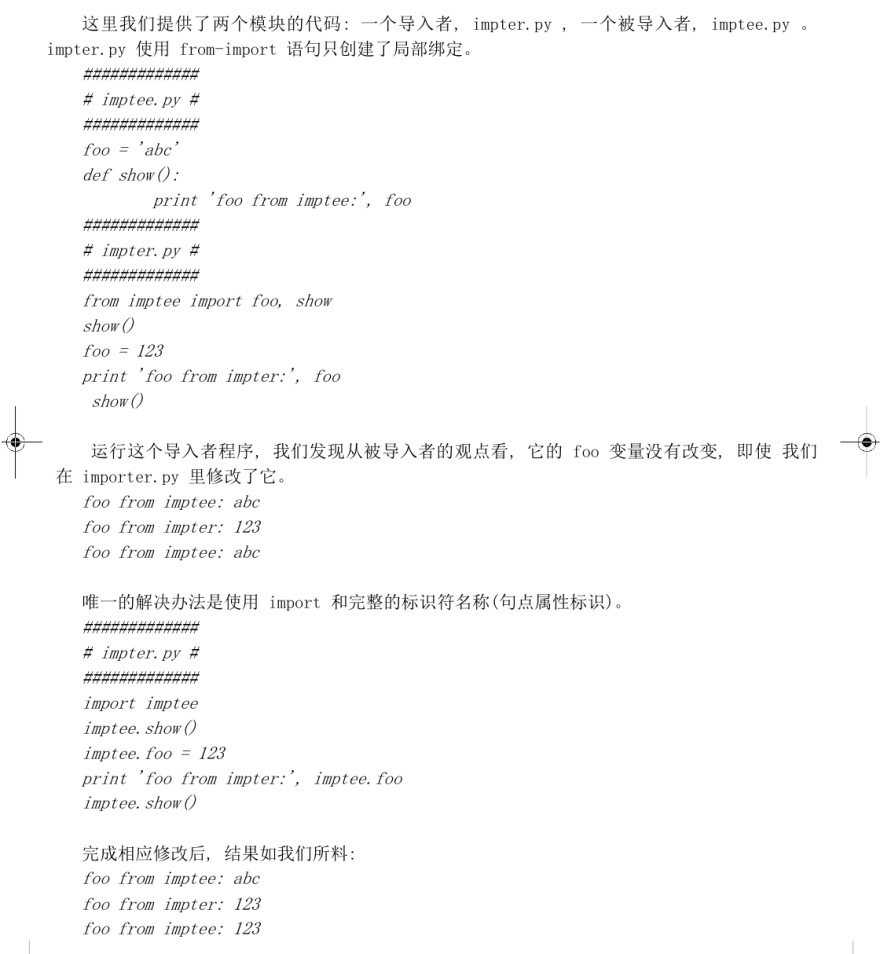 这里我们提供了两个模块的代码: 一个导入者, impter.py , 一个被导入者, imptee.py 。
impter.py 使用 from-import 语句只创建了局部绑定。
#############
# imptee.py #
#############
foo = 'abc'
def show():
print 'foo from imptee:', foo
#############
# impter.py #
#############
from imptee import foo, show
show()
foo = 123
print 'foo from impter:', foo
show()
运行这个导入者程序, 我们发现从被导入者的观点看, 它的 foo 变量没有改变, 即使 我们
在 importer.py 里修改了它。
foo from imptee: abc
foo from impter: 123
foo from imptee: abc
唯一的解决办法是使用 import 和完整的标识符名称(句点属性标识)。
#############
# impter.py #
#############
import imptee
imptee.show()
imptee.foo = 123
print 'foo from impter:', imptee.foo
imptee.show()
完成相应修改后, 结果如我们所料:
foo from imptee: abc
foo from impter: 123
foo from imptee: 123